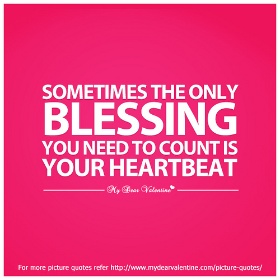 SOMETIMES THE ONLY
BLESSING
YOU NEED TO COUNT IS
YOUR HEARTBEAT
My Dear Valentine
For more picture quotes refer http://www.mydearvalentine.com/picture-quotes/